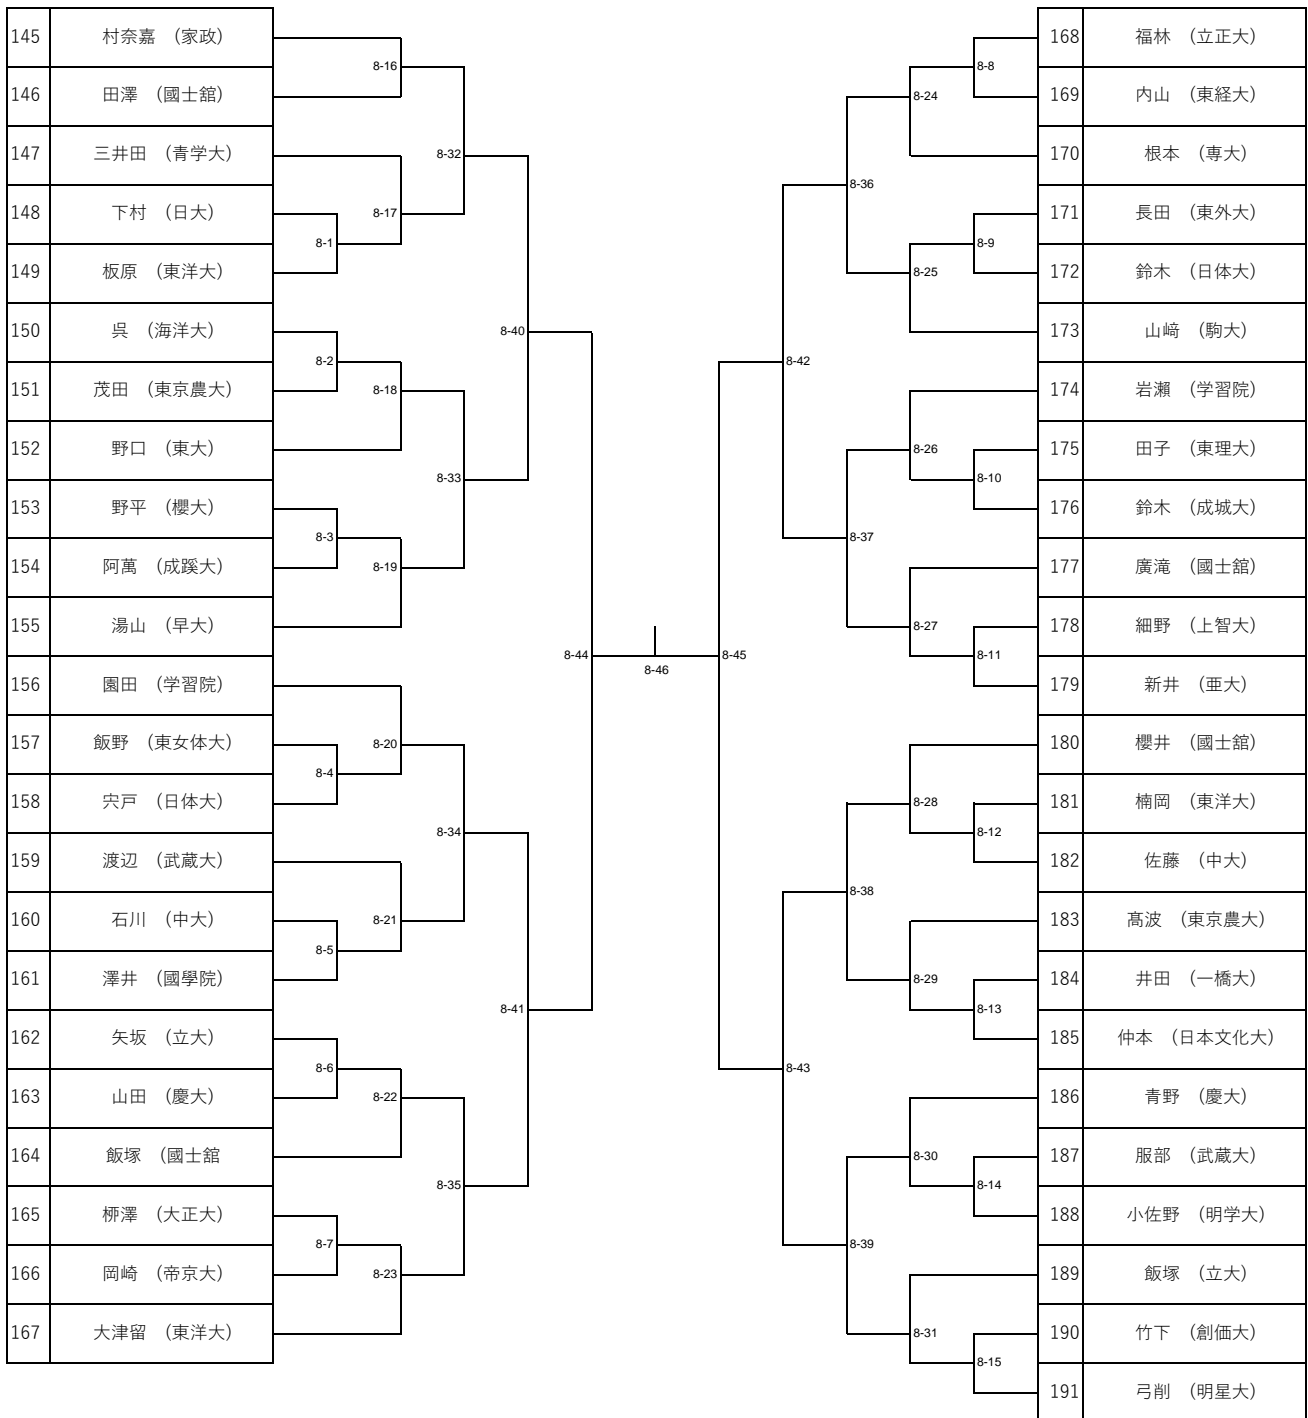 145 村奈嘉　（家政）
146 田澤　（國士舘）
147 三井田　（青学大）
148 下村　（日大）
149 板原　（東洋大）
150 呉　（海洋大）
151 茂田　（東京農大）
152 野口　（東大）
153 野平　（櫻大）
154 阿萬　（成蹊大）
155 湯山　（早大）
156 園田　（学習院）
157 飯野　（東女体大）
158 宍戸　（日体大）
159 渡辺　（武蔵大）
160 石川　（中大）
161 澤井　（國學院）
162 矢坂　（立大）
163 山田　（慶大）
164 飯塚　（國士舘
165 栁澤　（大正大）
166 岡崎　（帝京大）
167 大津留　（東洋大）
8-16
8-32
8-17
8-1
8-40
8-2
8-18
8-33
8-3
8-19
8-44
8-20
8-4
8-34
8-21
8-5
8-41
8-6
8-22
8-35
8-7
8-23
8-46
8-8
8-24
8-36
8-9
8-25
8-42
8-26
8-10
8-37
8-27
8-11
8-45
8-28
8-12
8-38
8-29
8-13
8-43
8-30
8-14
8-39
8-31
8-15
168 福林　（立正大）
169 内山　（東経大）
170 根本　（専大）
171 長田　（東外大）
172 鈴木　（日体大）
173 山﨑　（駒大）
174 岩瀬　（学習院）
175 田子　（東理大）
176 鈴木　（成城大）
177 廣滝　（國士舘）
178 細野　（上智大）
179 新井　（亜大）
180 櫻井　（國士舘）
181 楠岡　（東洋大）
182 佐藤　（中大）
183 髙波　（東京農大）
184 井田　（一橋大）
185 仲本　（日本文化大）
186 青野　（慶大）
187 服部　（武蔵大）
188 小佐野　（明学大）
189 飯塚　（立大）
190 竹下　（創価大）
191 弓削　（明星大）